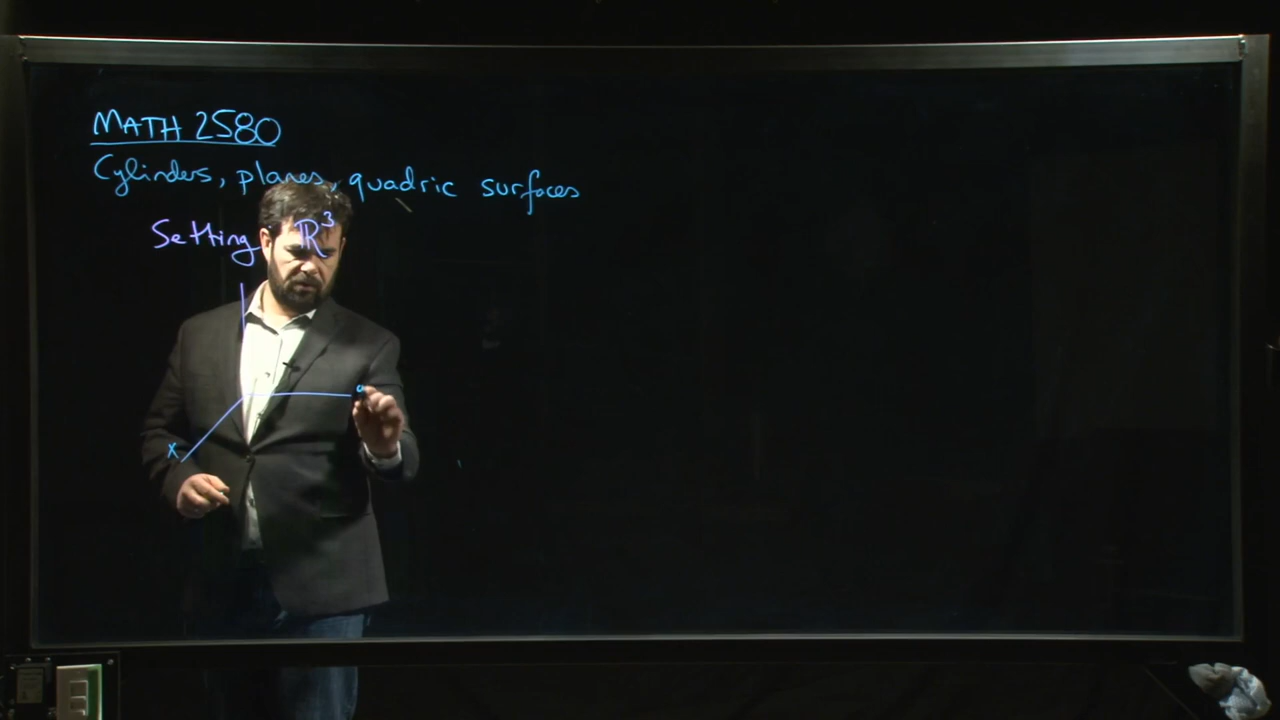 MATH 2580
Cylinders, planes, quadric surfaces
Setting: ℝ³
x